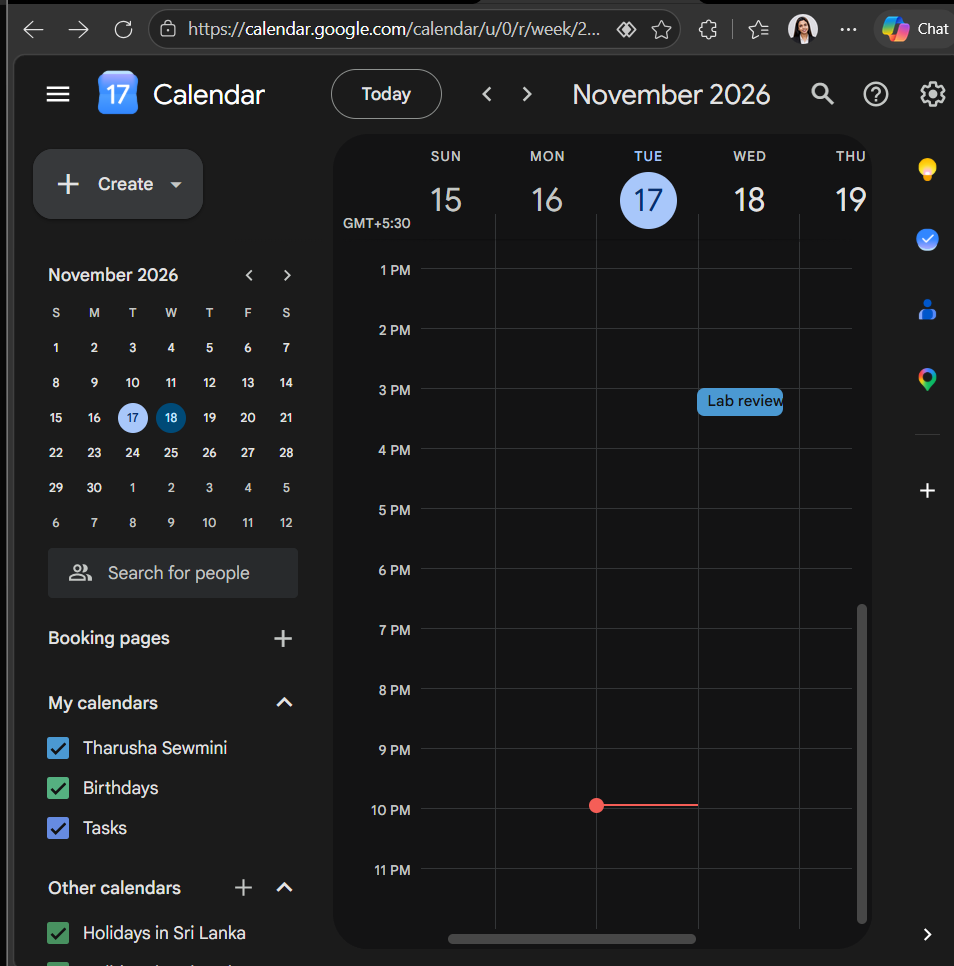 https://calendar.google.com/calendar/u/0/r/week/2...
Chat
17 Calendar
Today
November 2026
Create
SUN MON TUE WED THU
15 16 17 18 19
GMT+5:30
1 PM
2 PM
3 PM
Lab review
4 PM
5 PM
6 PM
7 PM
8 PM
9 PM
10 PM
11 PM
November 2026
S M T W T F S
1 2 3 4 5 6 7
8 9 10 11 12 13 14
15 16 17 18 19 20 21
22 23 24 25 26 27 28
29 30 1 2 3 4 5
6 7 8 9 10 11 12
Search for people
Booking pages
My calendars
Tharusha Sewmini
Birthdays
Tasks
Other calendars
Holidays in Sri Lanka